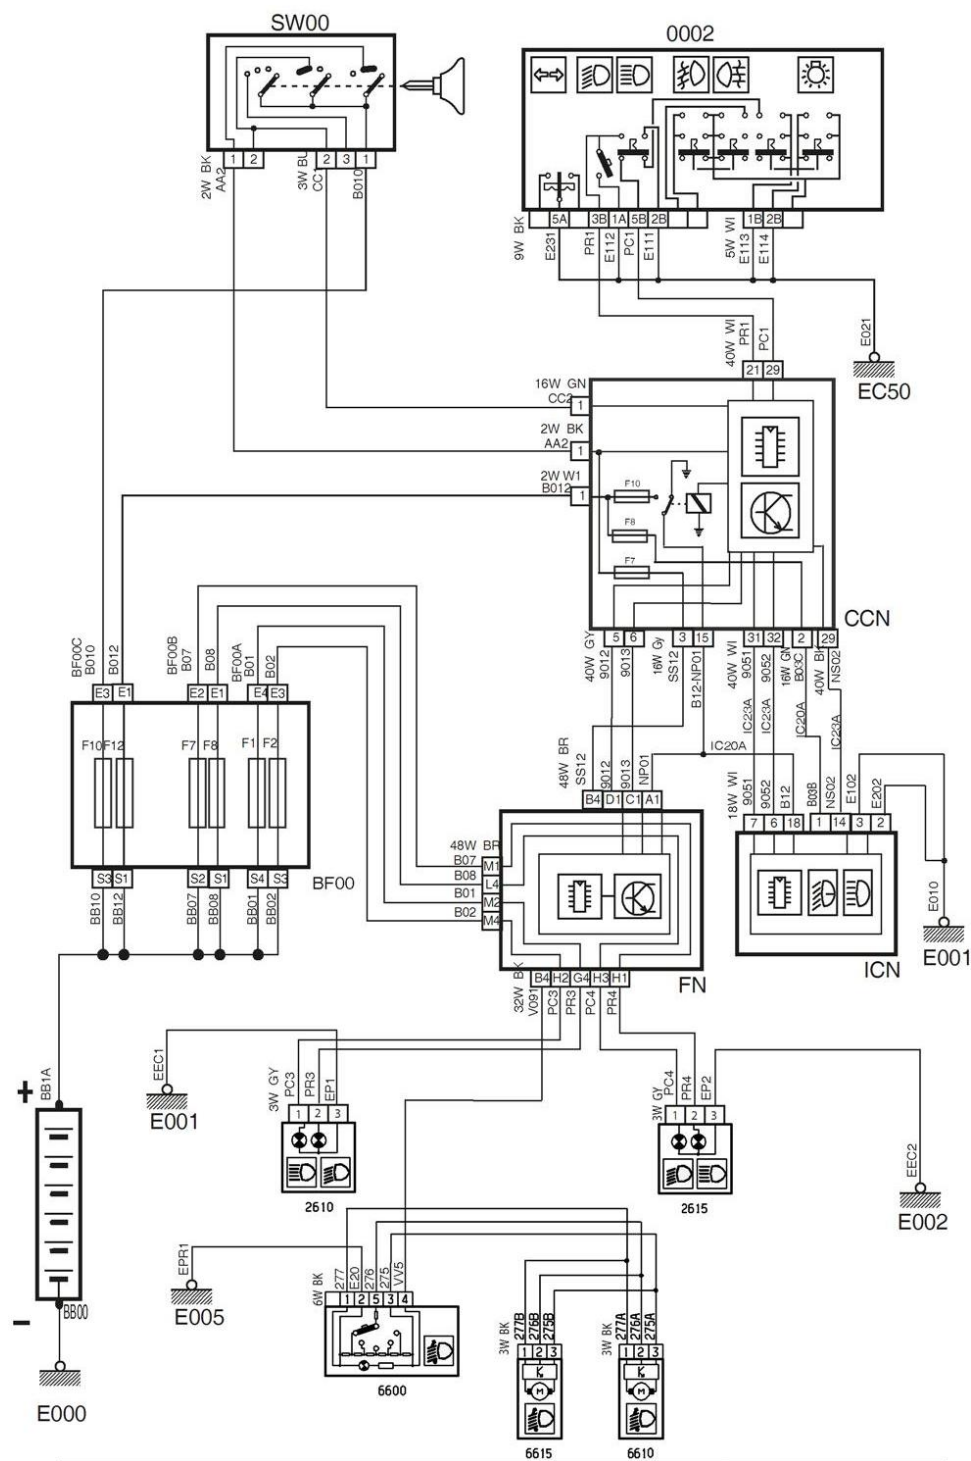 SW00
0002
1 2 2 3 1
2W BK
AA2
3W BU
CC1
B010
5A 3B 1A 5B 2B 1B 2B
9W BK
E231
PR1
E112
PC1
E111
5W WI
E113
E114
E021
EC50
40W WI
PR1
PC1
21 29
16W GN
CC2
1
2W BK
AA2
1
2W W1
B012
1
F10
F8
F7
CCN
5 6 3 15 31 32 2 29
40W GY
9012
9013
16W Gy
SS12
B12-NP01
40W WI
9051
9052
16W GN
B03C
40W BK
NS02
BF00C
B010
B012
BF00B
B07
B08
BF00A
B01
B02
E3 E1 E2 E1 E4 E3
F10 F12 F7 F8 F1 F2
S3 S1 S2 S1 S4 S3
BF00
BB10
BB12
BB07
BB08
BB01
BB02
IC23A
IC23A
IC20A
IC23A
IC20A
48W BR
SS12
9012
9013
NP01
B4 D1 C1 A1
18W WI
9051
9052
B12
B03B
NS02
E102
E202
7 6 18 1 14 3 2
48W BR
B07
M1
B08
L4
B01
M2
B02
M4
ICN
E010
E001
B4 H2 G4 H3 H1
FN
32W BK
V091
PC3
PR3
PC4
PR4
+
BB1A
EEC1
E001
3W GY
PC3
PR3
EP1
1 2 3
2610
3W GY
PC4
PR4
EP2
1 2 3
2615
EEC2
E002
EPR1
E005
6W BK
277
E20
276
275
VV5
1 2 5 3 4
6600
3W BK
277B
276B
275B
1 2 3
K
M
6615
3W BK
277A
276A
275A
1 2 3
K
M
6610
-
BB00
E000